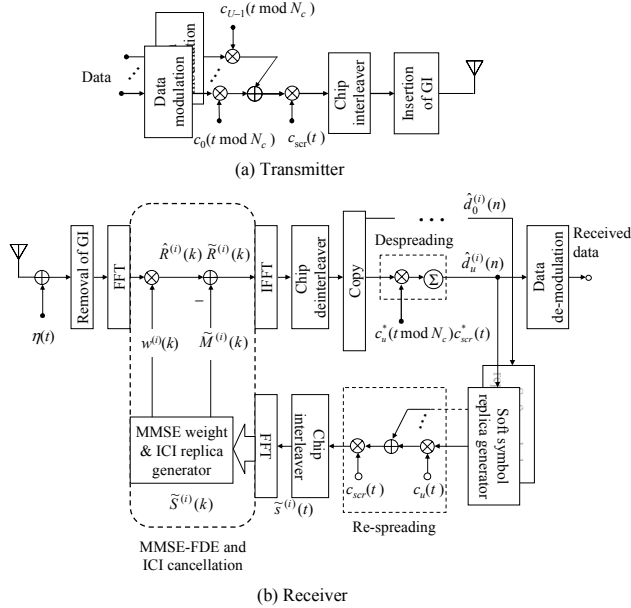 c_{U−1}(t mod N_c)
Data
Data
modulation
c_0(t mod N_c)
c_scr(t)
Chip
interleaver
Insertion
of GI
(a) Transmitter
η(t)
Removal of GI
FFT
R̂^(i)(k)
R̃^(i)(k)
−
w^(i)(k)
M̃^(i)(k)
IFFT
Chip
deinterleaver
Copy
Despreading
Σ
c_u^*(t mod N_c)c_scr^*(t)
d̂_0^(i)(n)
d̂_u^(i)(n)
Data
de-modulation
Received
data
MMSE weight
& ICI replica
generator
S̃^(i)(k)
FFT
s̃^(i)(t)
Chip
interleaver
c_scr(t)
c_u(t)
Re-spreading
Soft symbol
replica generator
MMSE-FDE and
ICI cancellation
(b) Receiver